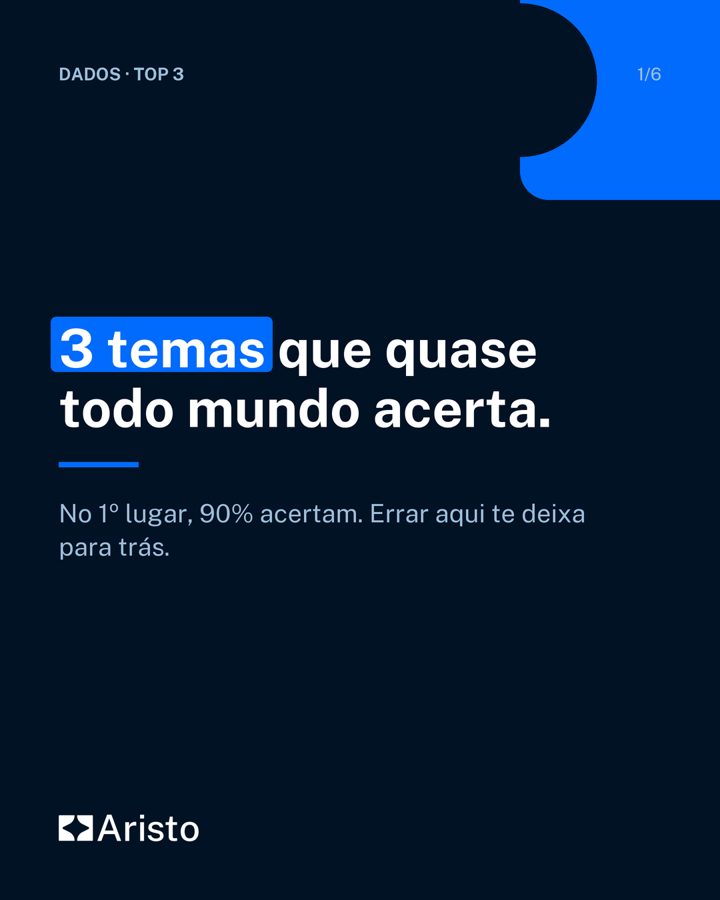 DADOS · TOP 3
1/6
3 temas que quase
todo mundo acerta.
No 1º lugar, 90% acertam. Errar aqui te deixa
para trás.
Aristo